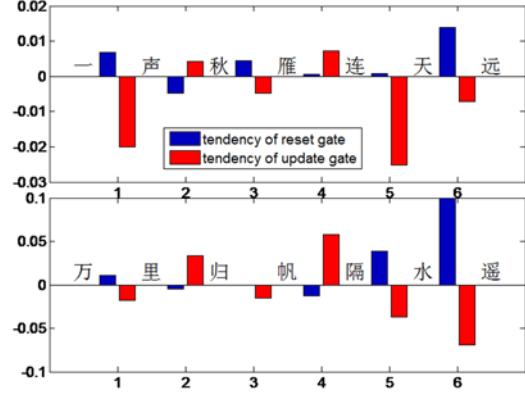 0.02
0.01
0
-0.01
-0.02
-0.03
一 声 秋 雁 连 天 远
tendency of reset gate
tendency of update gate
1 2 3 4 5 6
0.1
0.05
0
-0.05
-0.1
万 里 归 帆 隔 水 遥
1 2 3 4 5 6